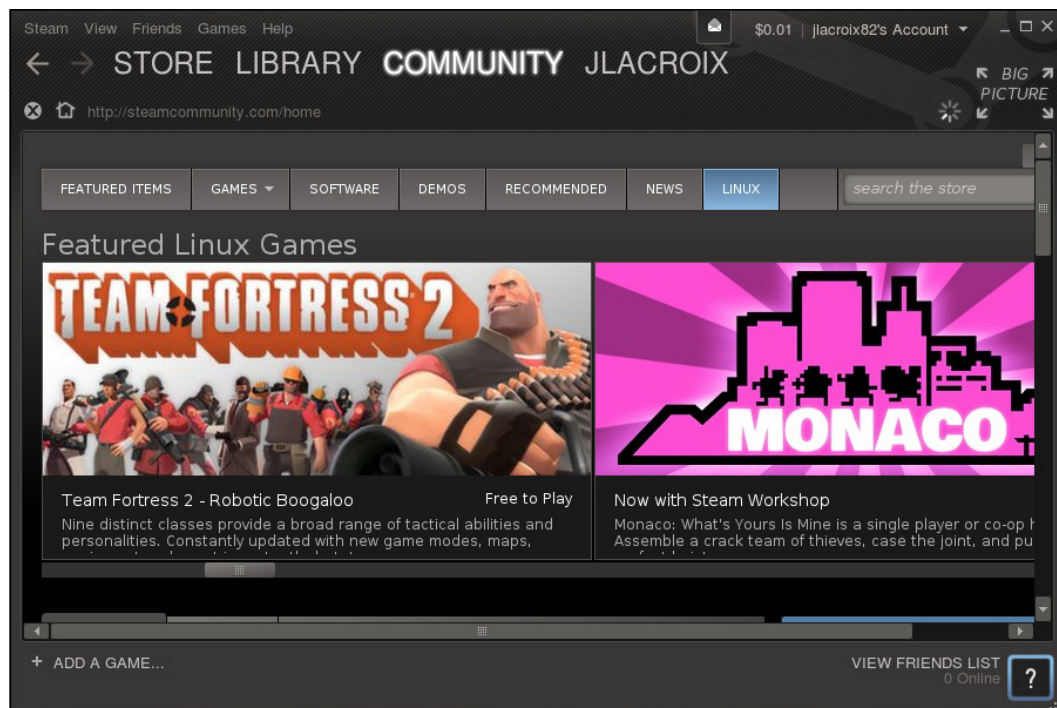 Steam View Friends Games Help
$0.01 | jlacroix82's Account
STORE LIBRARY COMMUNITY JLACROIX
BIG PICTURE
http://steamcommunity.com/home
FEATURED ITEMS GAMES SOFTWARE DEMOS RECOMMENDED NEWS LINUX search the store
Featured Linux Games
TEAM FORTRESS 2
MONACO
Team Fortress 2 - Robotic Boogaloo Free to Play
Nine distinct classes provide a broad range of tactical abilities and
personalities. Constantly updated with new game modes, maps,
Now with Steam Workshop
Monaco: What's Yours Is Mine is a single player or co-op h
Assemble a crack team of thieves, case the joint, and pu
+ ADD A GAME...
VIEW FRIENDS LIST
0 Online
?